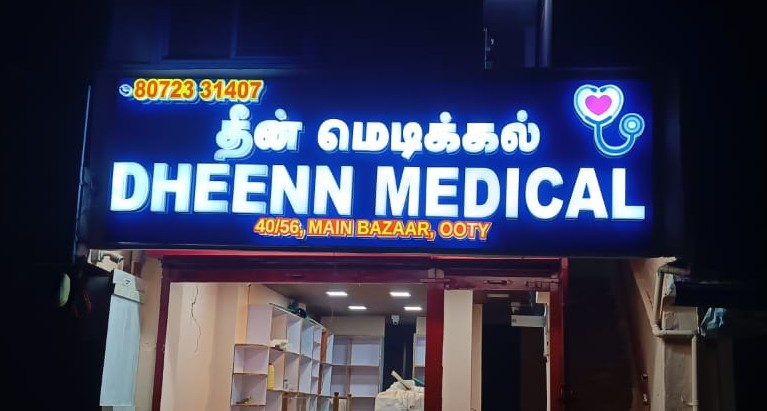 80723 31407
தீன் மெடிக்கல்
DHEENN MEDICAL
40/56, MAIN BAZAAR, OOTY